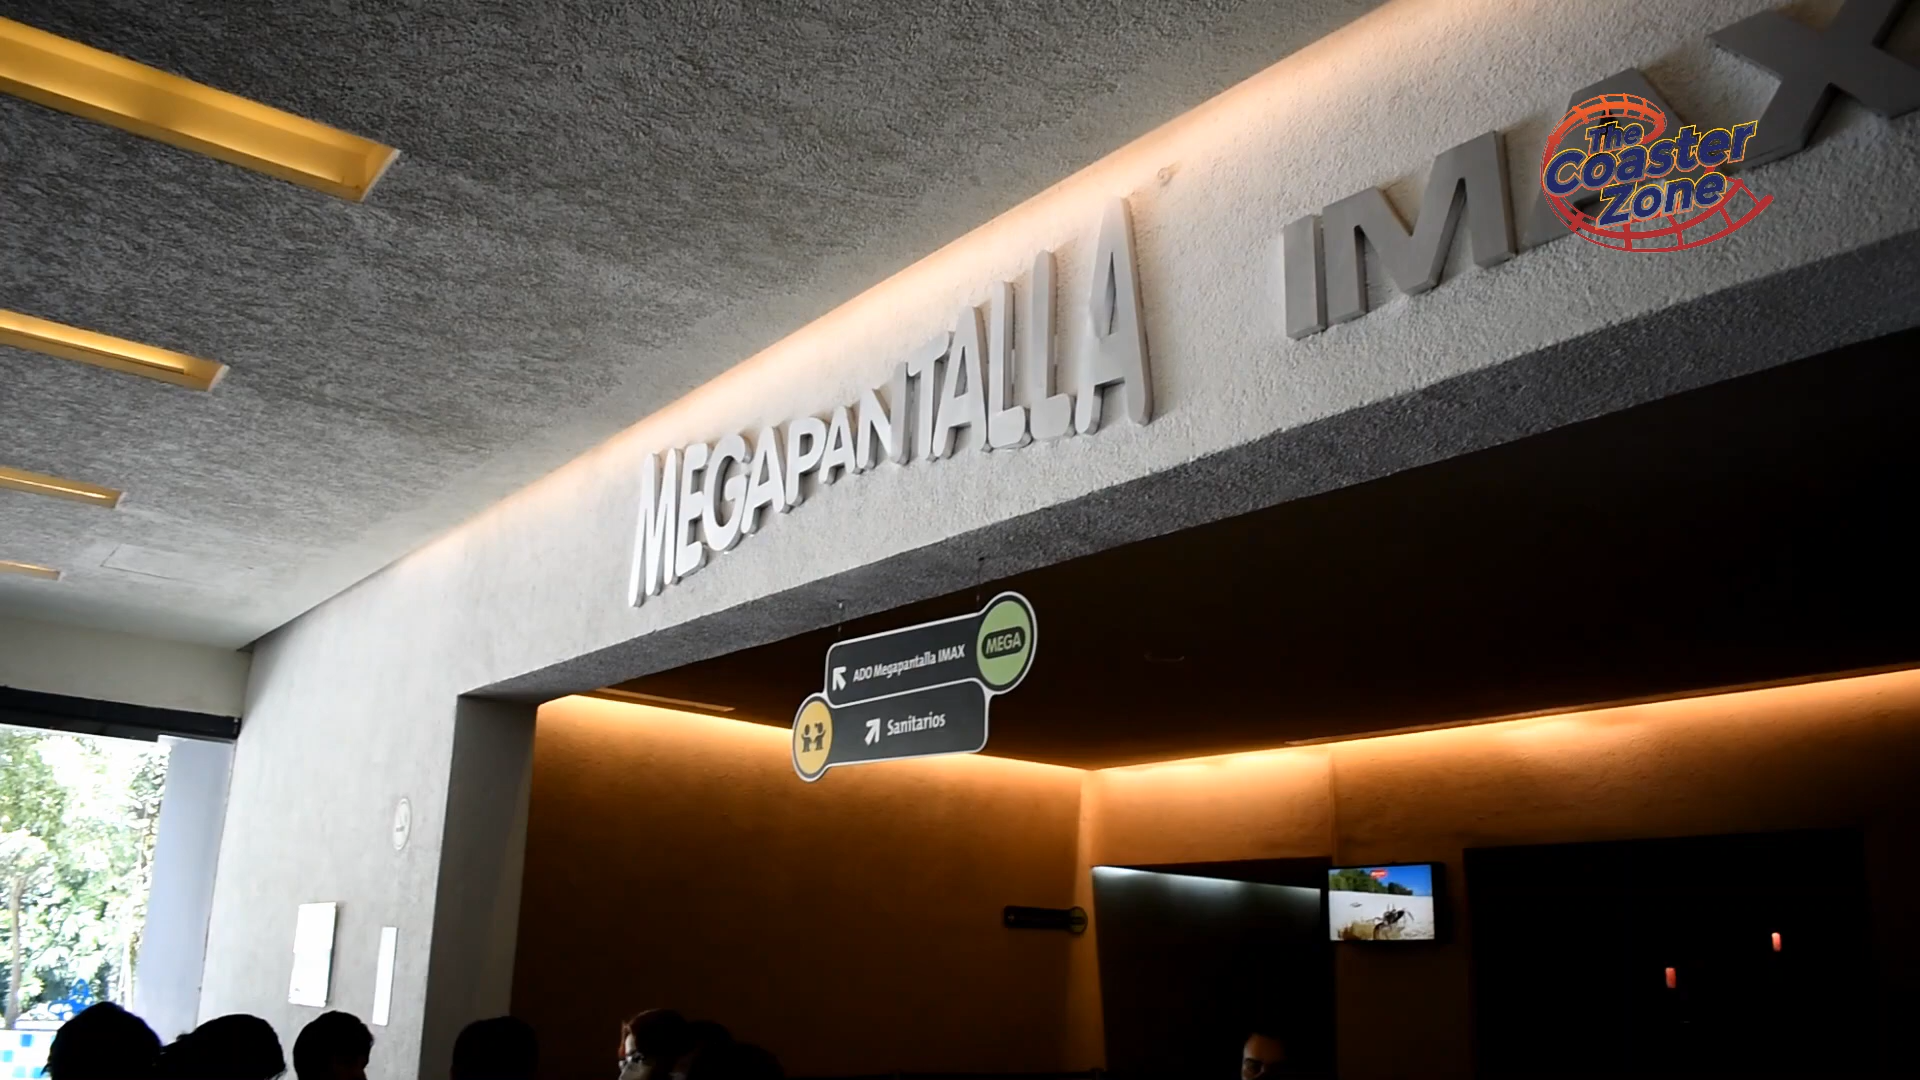 MEGAPANTALLA IMAX
The
Coaster
Zone
ADO Megapantalla IMAX
MEGA
Sanitarios